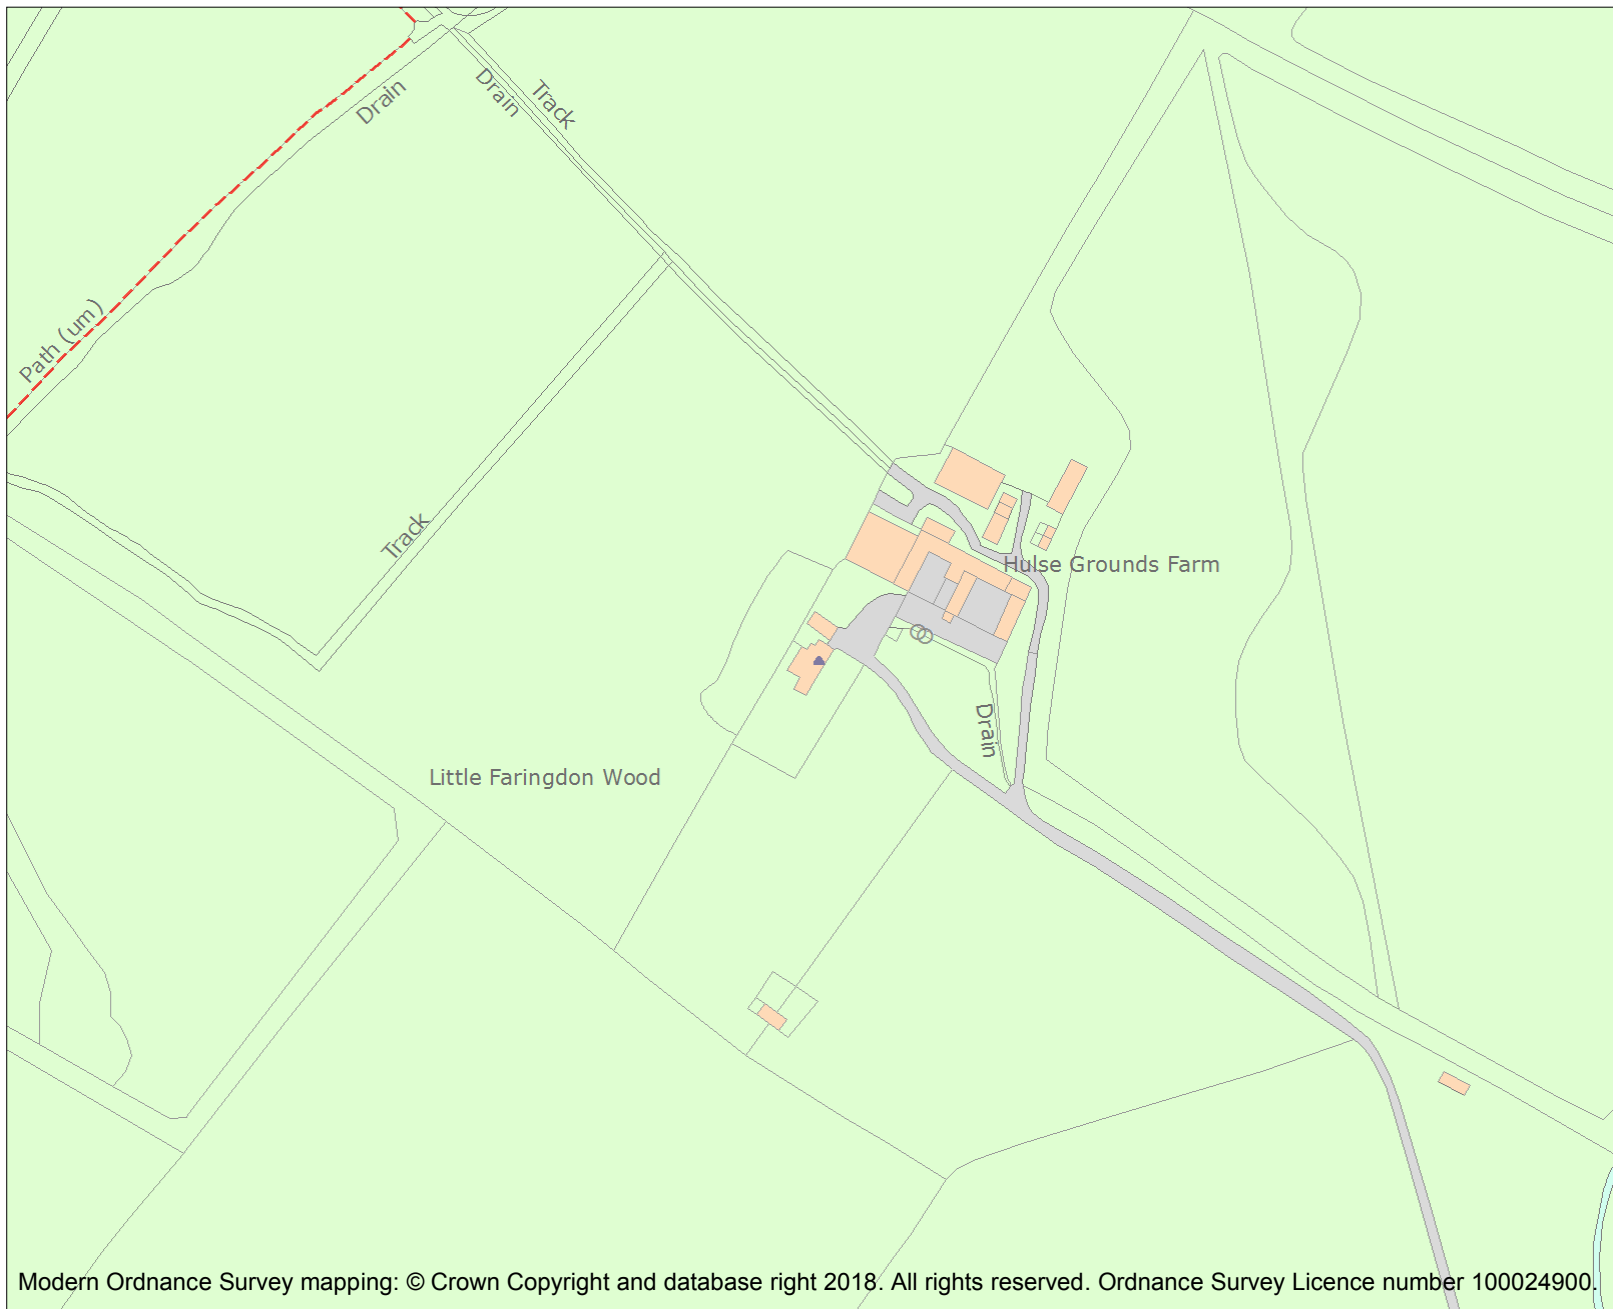 Drain
Drain
Track
Path (um)
Track
Hulse Grounds Farm
Drain
Little Faringdon Wood
Modern Ordnance Survey mapping: © Crown Copyright and database right 2018. All rights reserved. Ordnance Survey Licence number 100024900.